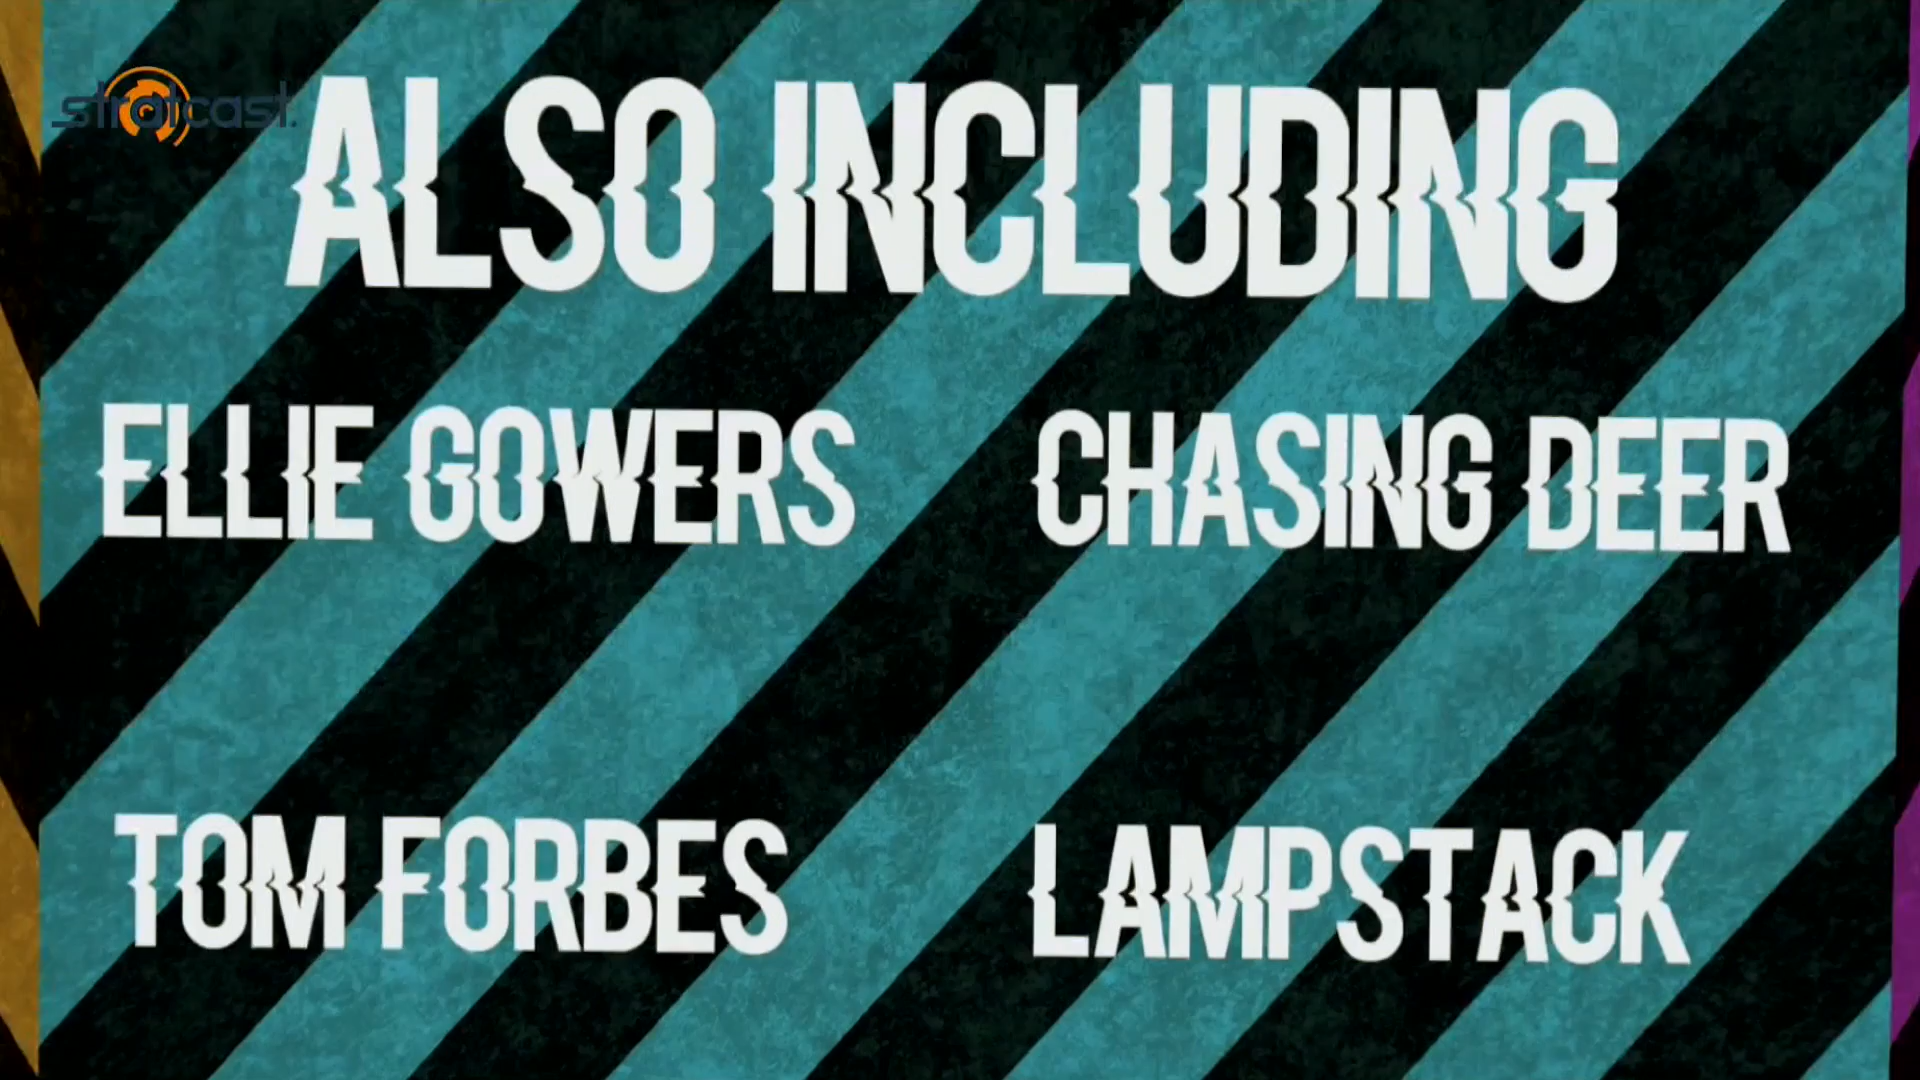 stratcast.
ALSO INCLUDING
ELLIE GOWERS
CHASING DEER
TOM FORBES
LAMPSTACK